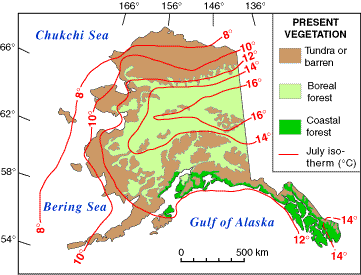 166° 156° 146° 136°
Chukchi Sea
8°
66°
10°
12°
14°
16°
10°
62°
10°
8°
16°
14°
58°
8°
Bering Sea
Gulf of Alaska
54°
10°
0 500 km
12°
14°
14°
PRESENT
VEGETATION
Tundra or
barren
Boreal
forest
Coastal
forest
July iso-
therm (°C)